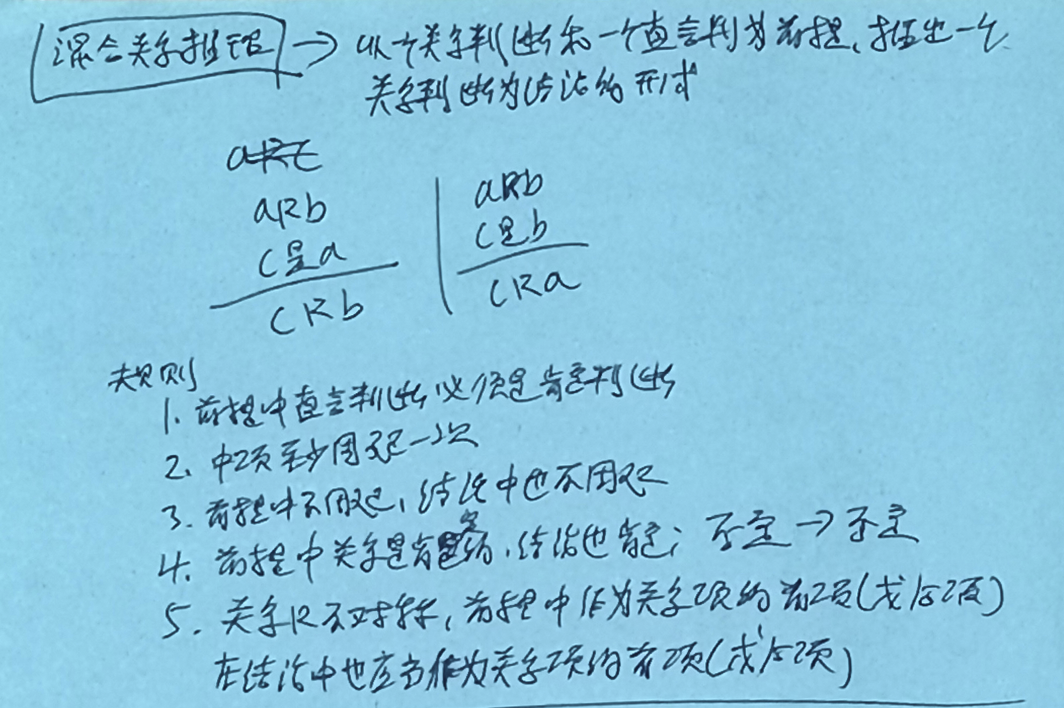 混合关系推理 → 以一个关系判断和一个直言判为前提，推出一个
关系判断为结论的形式
aRc
aRb
C是a
CRb
aRb
C是b
CRa
规则
1. 前提中直言判断必须是肯定判断
2. 中项至少周延一次
3. 前提中不周延，结论中也不周延
4. 前提中关系是肯定的，结论也肯定；否定→否定
5. 关系R不对称，前提中作为关系项的前项(或后项)
在结论中也应当作为关系项的前项(或后项)